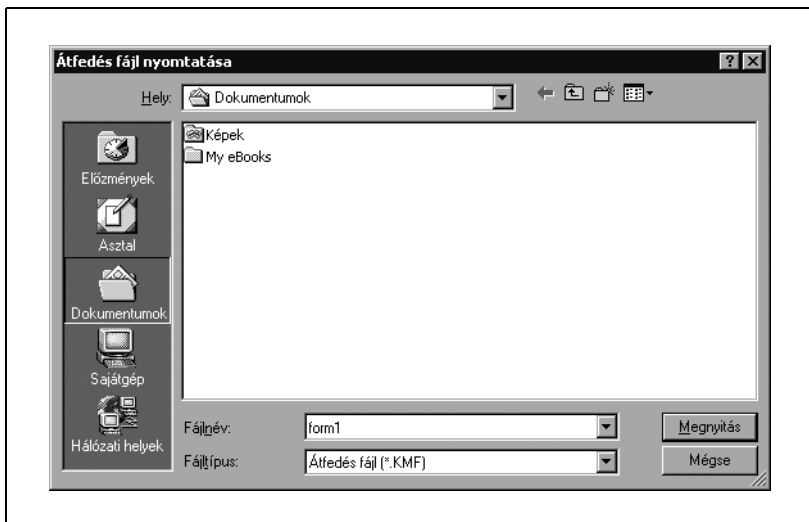 Átfedés fájl nyomtatása
Hely: Dokumentumok
Képek
My eBooks
Előzmények
Asztal
Dokumentumok
Sajátgép
Hálózati helyek
Fájlnév: form1 Megnyitás
Fájltípus: Átfedés fájl (*.KMF) Mégse